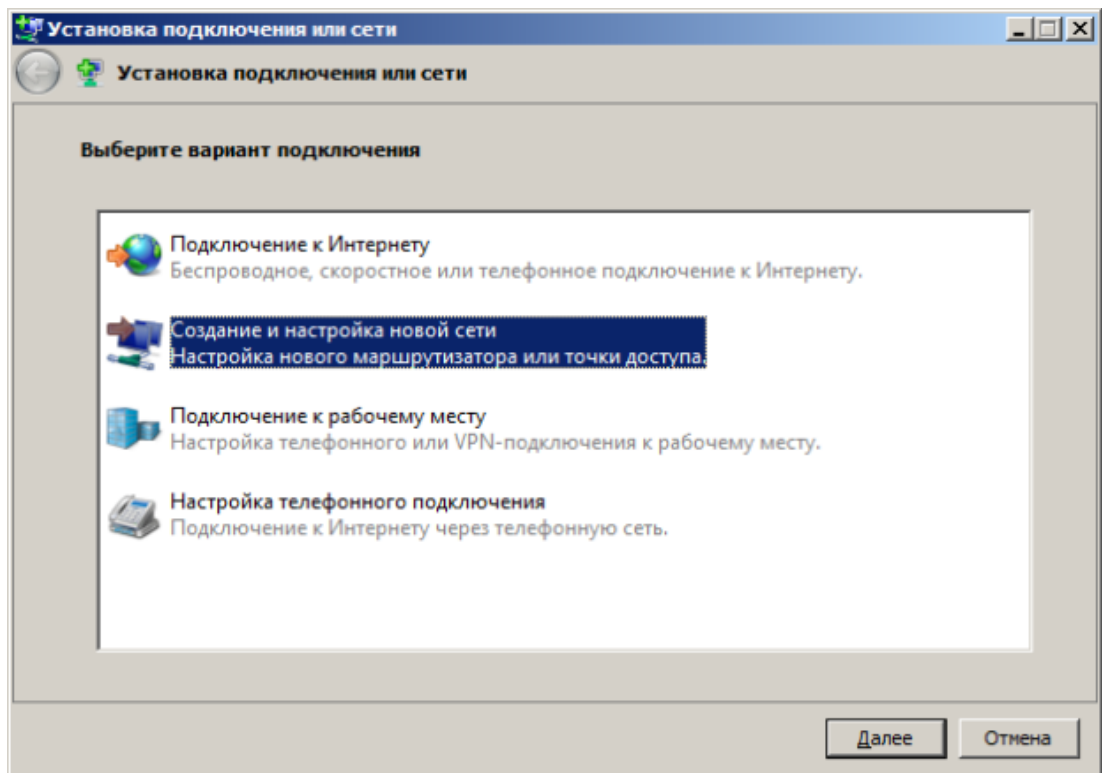 Установка подключения или сети
Установка подключения или сети
Выберите вариант подключения
Подключение к Интернету
Беспроводное, скоростное или телефонное подключение к Интернету.
Создание и настройка новой сети
Настройка нового маршрутизатора или точки доступа.
Подключение к рабочему месту
Настройка телефонного или VPN-подключения к рабочему месту.
Настройка телефонного подключения
Подключение к Интернету через телефонную сеть.
Далее
Отмена